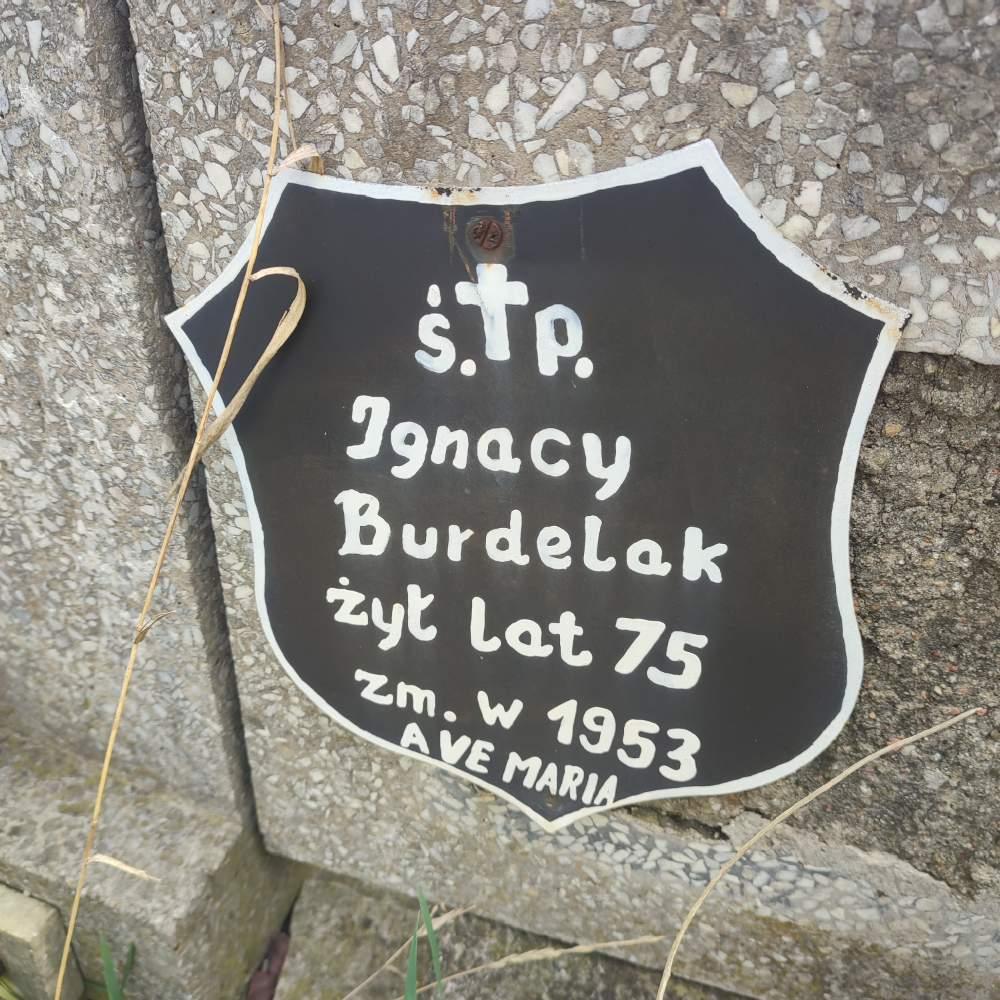 ś. † p.
Ignacy
Burdelak
żył lat 75
zm. w 1953
AVE MARIA